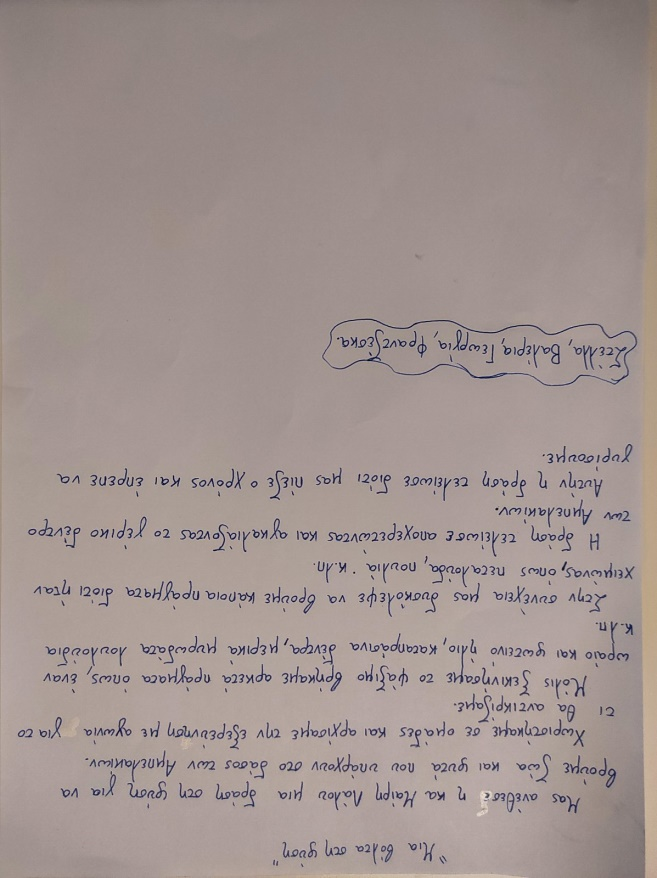 "Μια βόλτα στη φύση"
Μας ανέθεσε η κα Μαίρη Λάλου μια δράση στη φύση για να
βρούμε ζώα και φυτά που υπάρχουν στο δάσος των Αμπελακίων.
Χωριστήκαμε σε ομάδες και αρχίσαμε την εξερεύνηση με αγωνία για το
τι θα αντικρίζαμε.
Μόλις ξεκινήσαμε το ψάξιμο βρήκαμε αρκετά πράγματα όπως, έναν
ωραίο και φωτεινό ήλιο, καταπράσινα δέντρα, μερικά μυρωδάτα λουλούδια
κ.λπ.
Στην συνέχεια μας δυσκόλεψε να βρούμε κάποια πράγματα διότι ήταν
χειμώνας, όπως, πεταλούδα, πουλιά κ.λπ.
Η δράση τελείωσε αποχερετώντας και αγκαλιάζοντας το γέρικο δέντρο
των Αμπελακίων.
Αυτήν η δράση τελείωσε διότι μας πίεζε ο χρόνος και έπρεπε να
γυρίσουμε.
Στέλλα, Βαλέρια, Γεωργία, Φραντζέσκα.